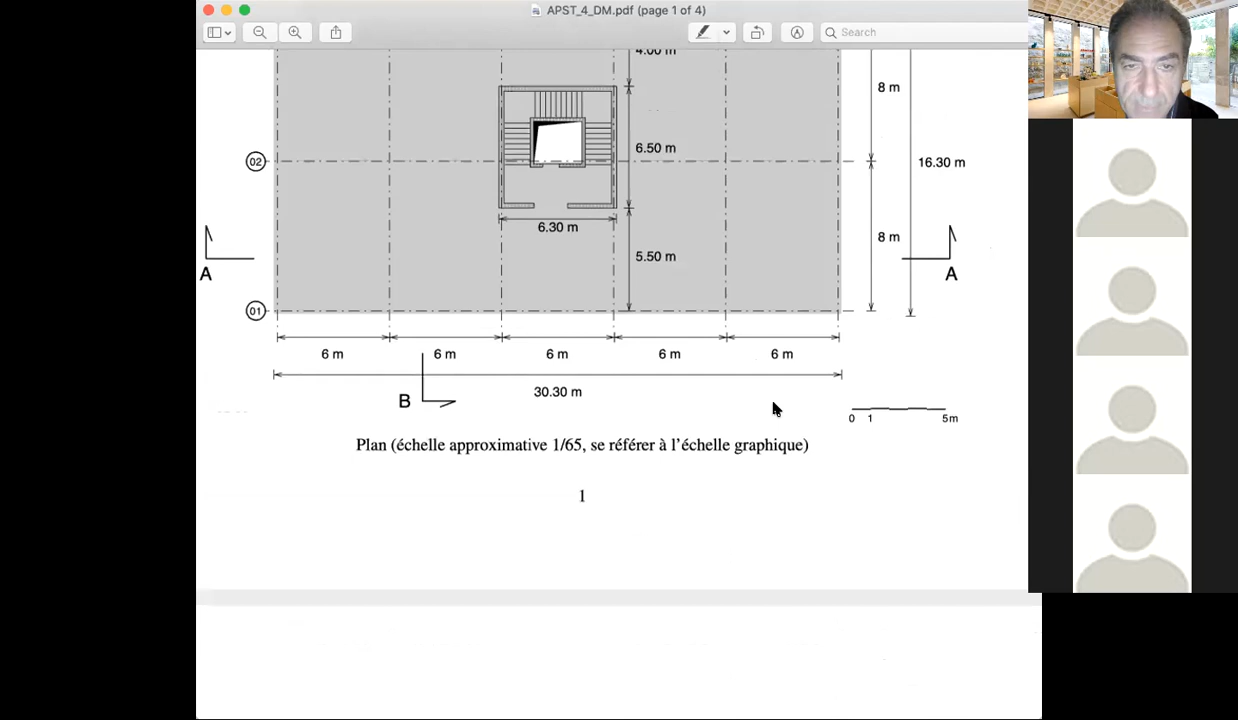 APST_4_DM.pdf (page 1 of 4)
Search
4.00 m
8 m
02
6.50 m
16.30 m
6.30 m
8 m
5.50 m
A
A
01
6 m 6 m 6 m 6 m 6 m
30.30 m
B
0 1 5m
Plan (échelle approximative 1/65, se référer à l'échelle graphique)
1